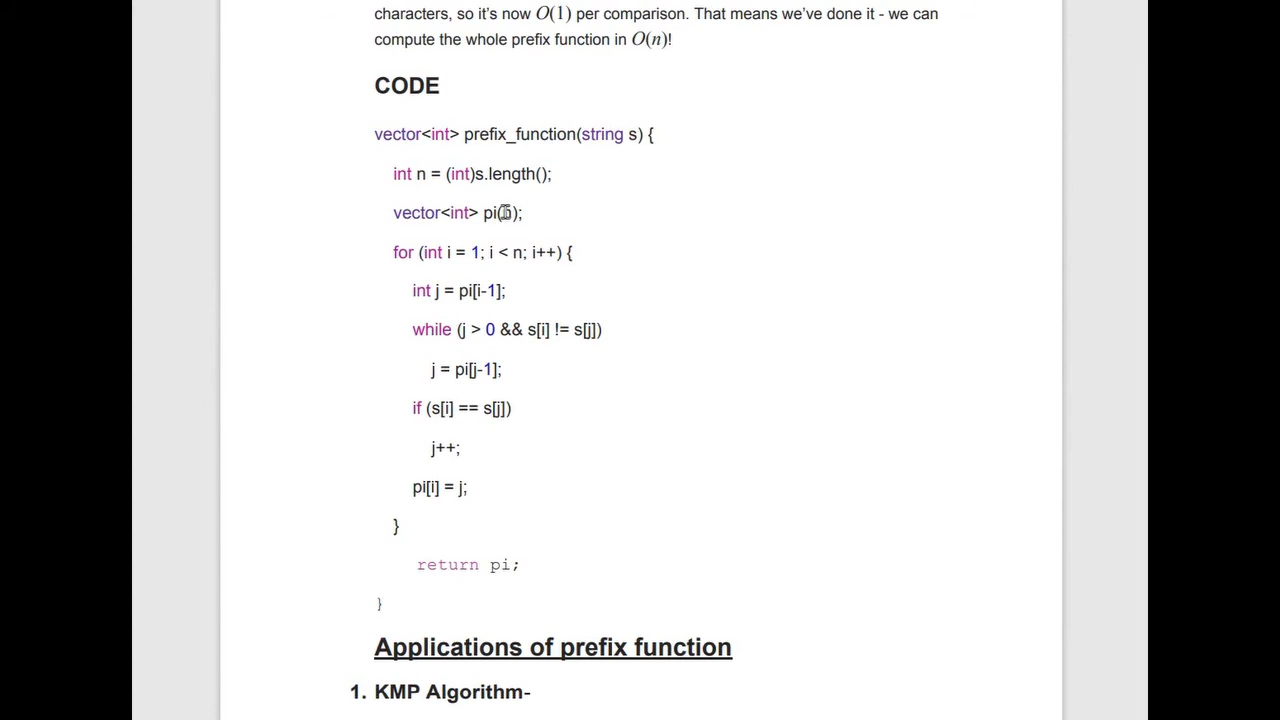 characters, so it's now O(1) per comparison. That means we've done it - we can
compute the whole prefix function in O(n)!
CODE
vector<int> prefix_function(string s) {
int n = (int)s.length();
vector<int> pi(n);
for (int i = 1; i < n; i++) {
int j = pi[i-1];
while (j > 0 && s[i] != s[j])
j = pi[j-1];
if (s[i] == s[j])
j++;
pi[i] = j;
}
return pi;
}
Applications of prefix function
1. KMP Algorithm-